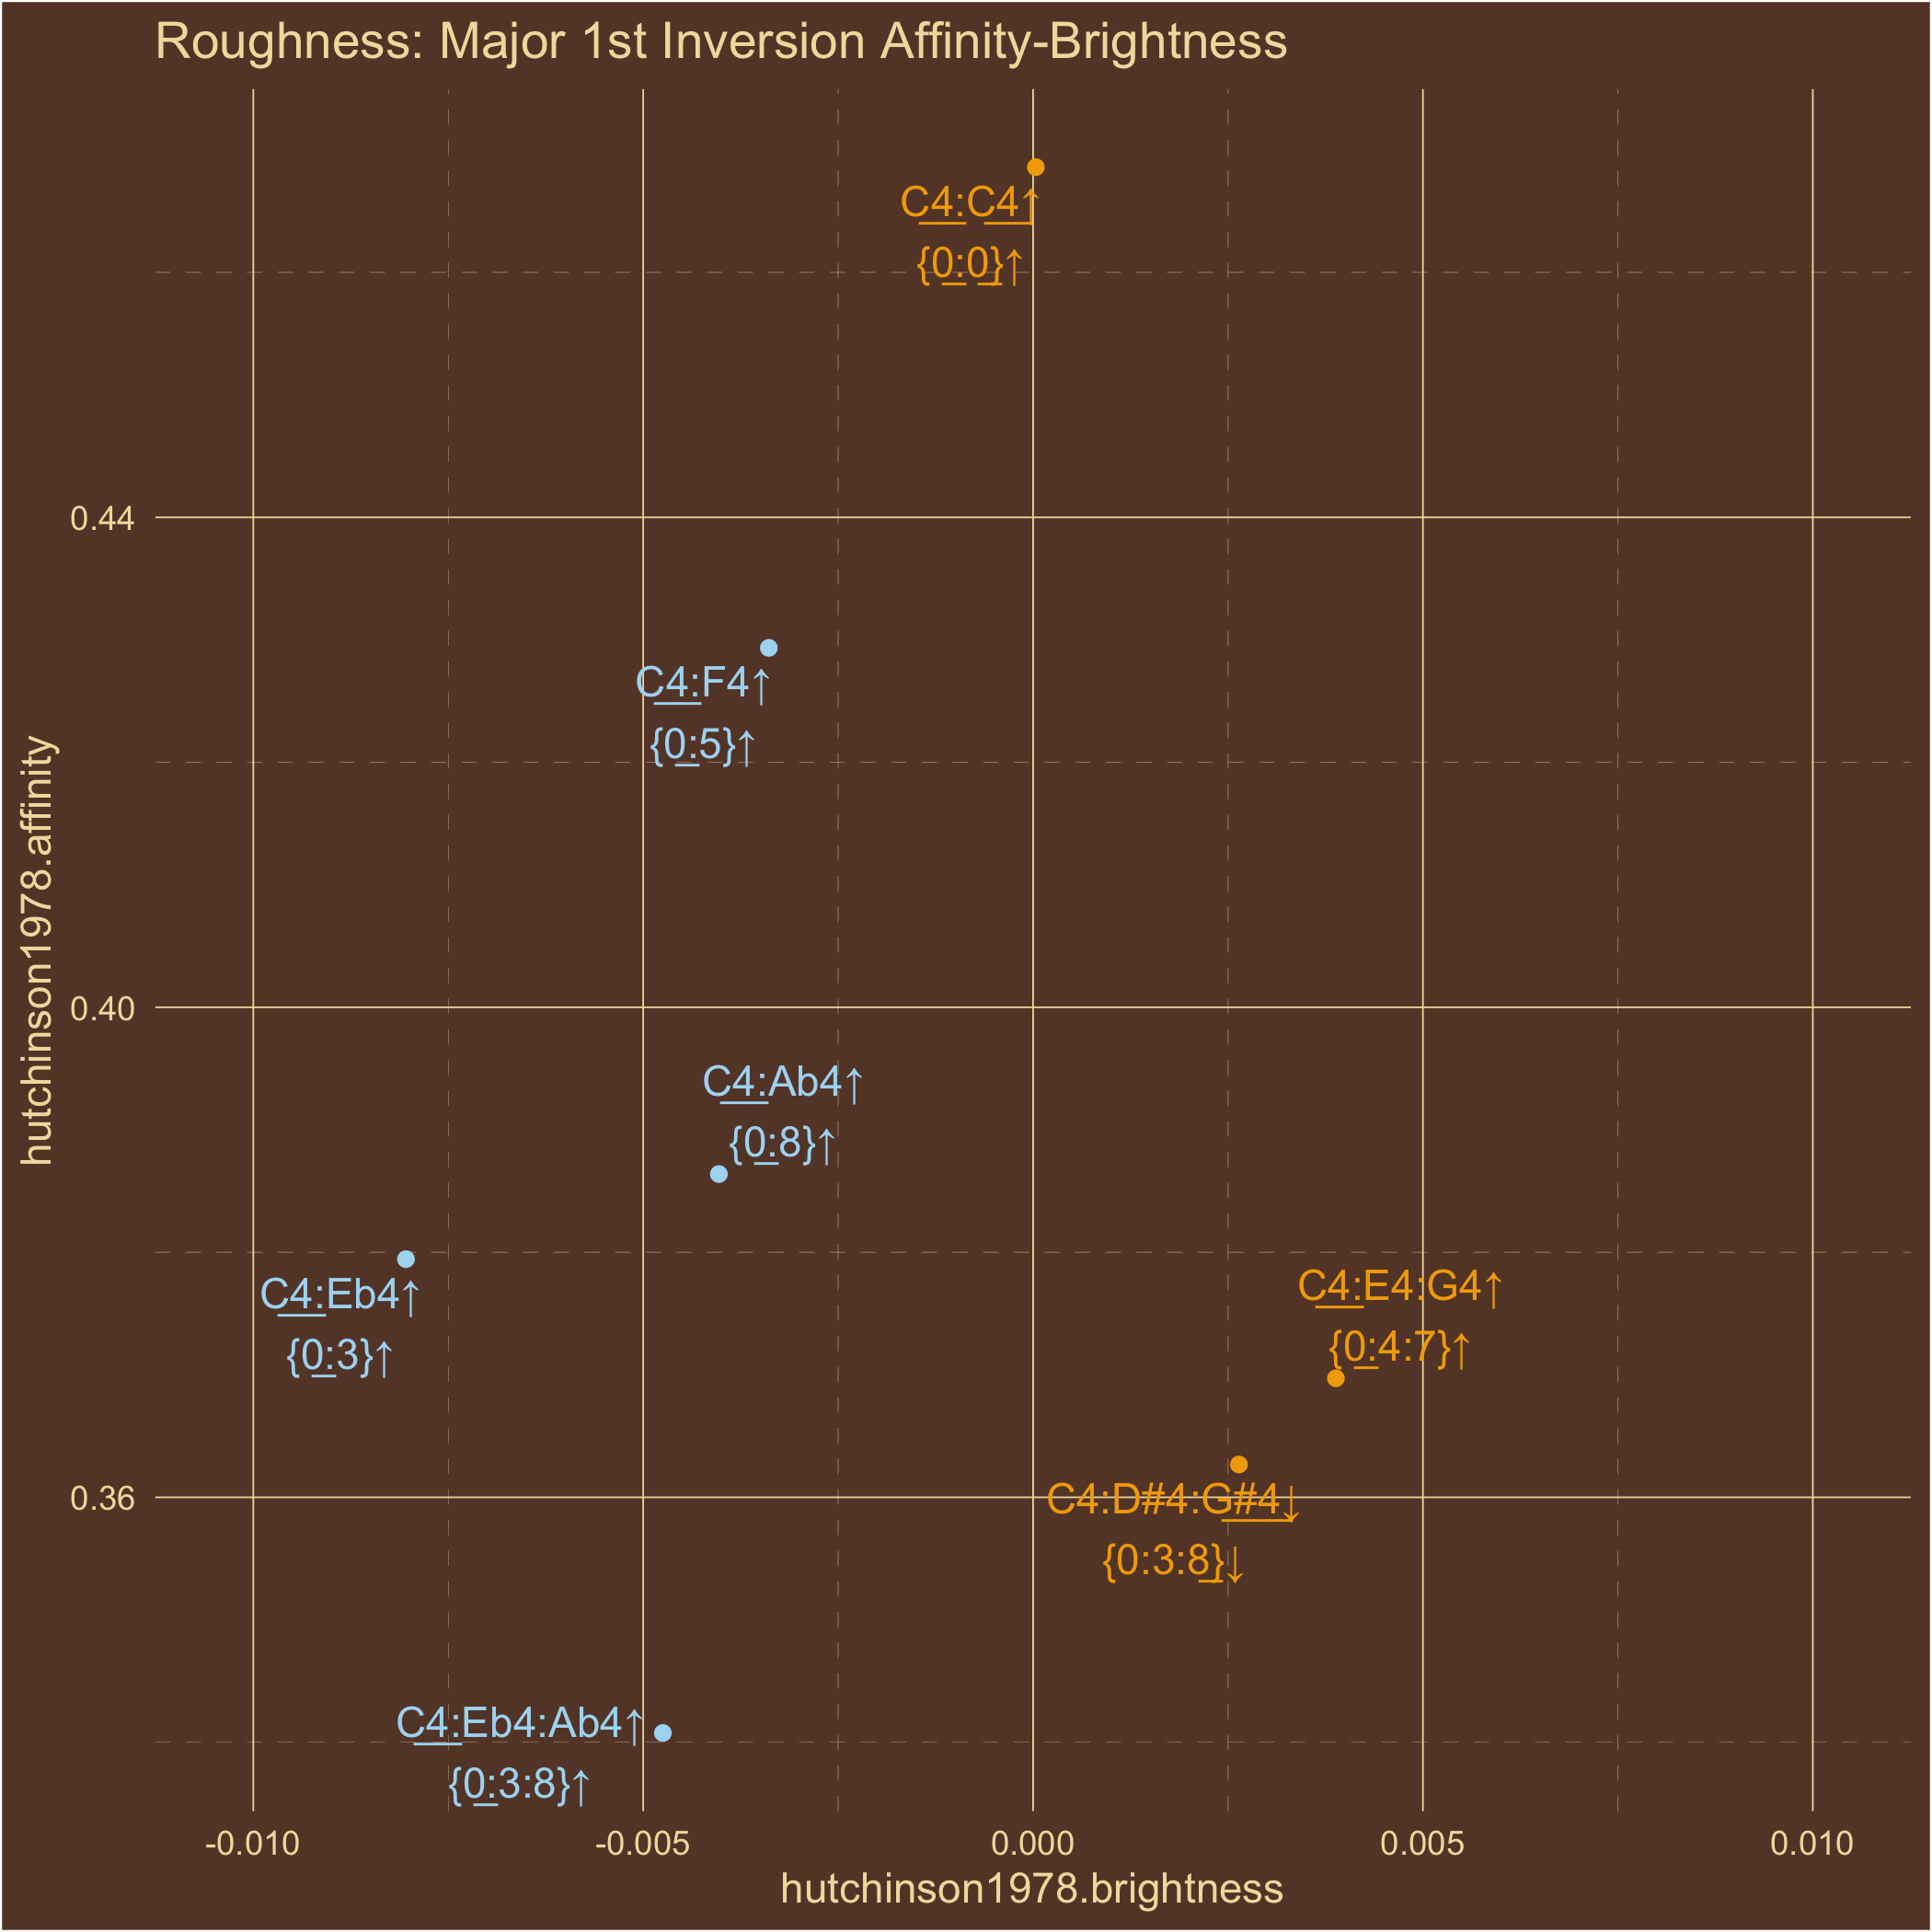 Roughness: Major 1st Inversion Affinity-Brightness
C4:C4↑
{0:0}↑
0.44
C4:F4↑
{0:5}↑
hutchinson1978.affinity
0.40
C4:Ab4↑
{0:8}↑
C4:Eb4↑
{0:3}↑
C4:E4:G4↑
{0:4:7}↑
0.36
C4:D#4:G#4↓
{0:3:8}↓
C4:Eb4:Ab4↑
{0:3:8}↑
-0.010 -0.005 0.000 0.005 0.010
hutchinson1978.brightness